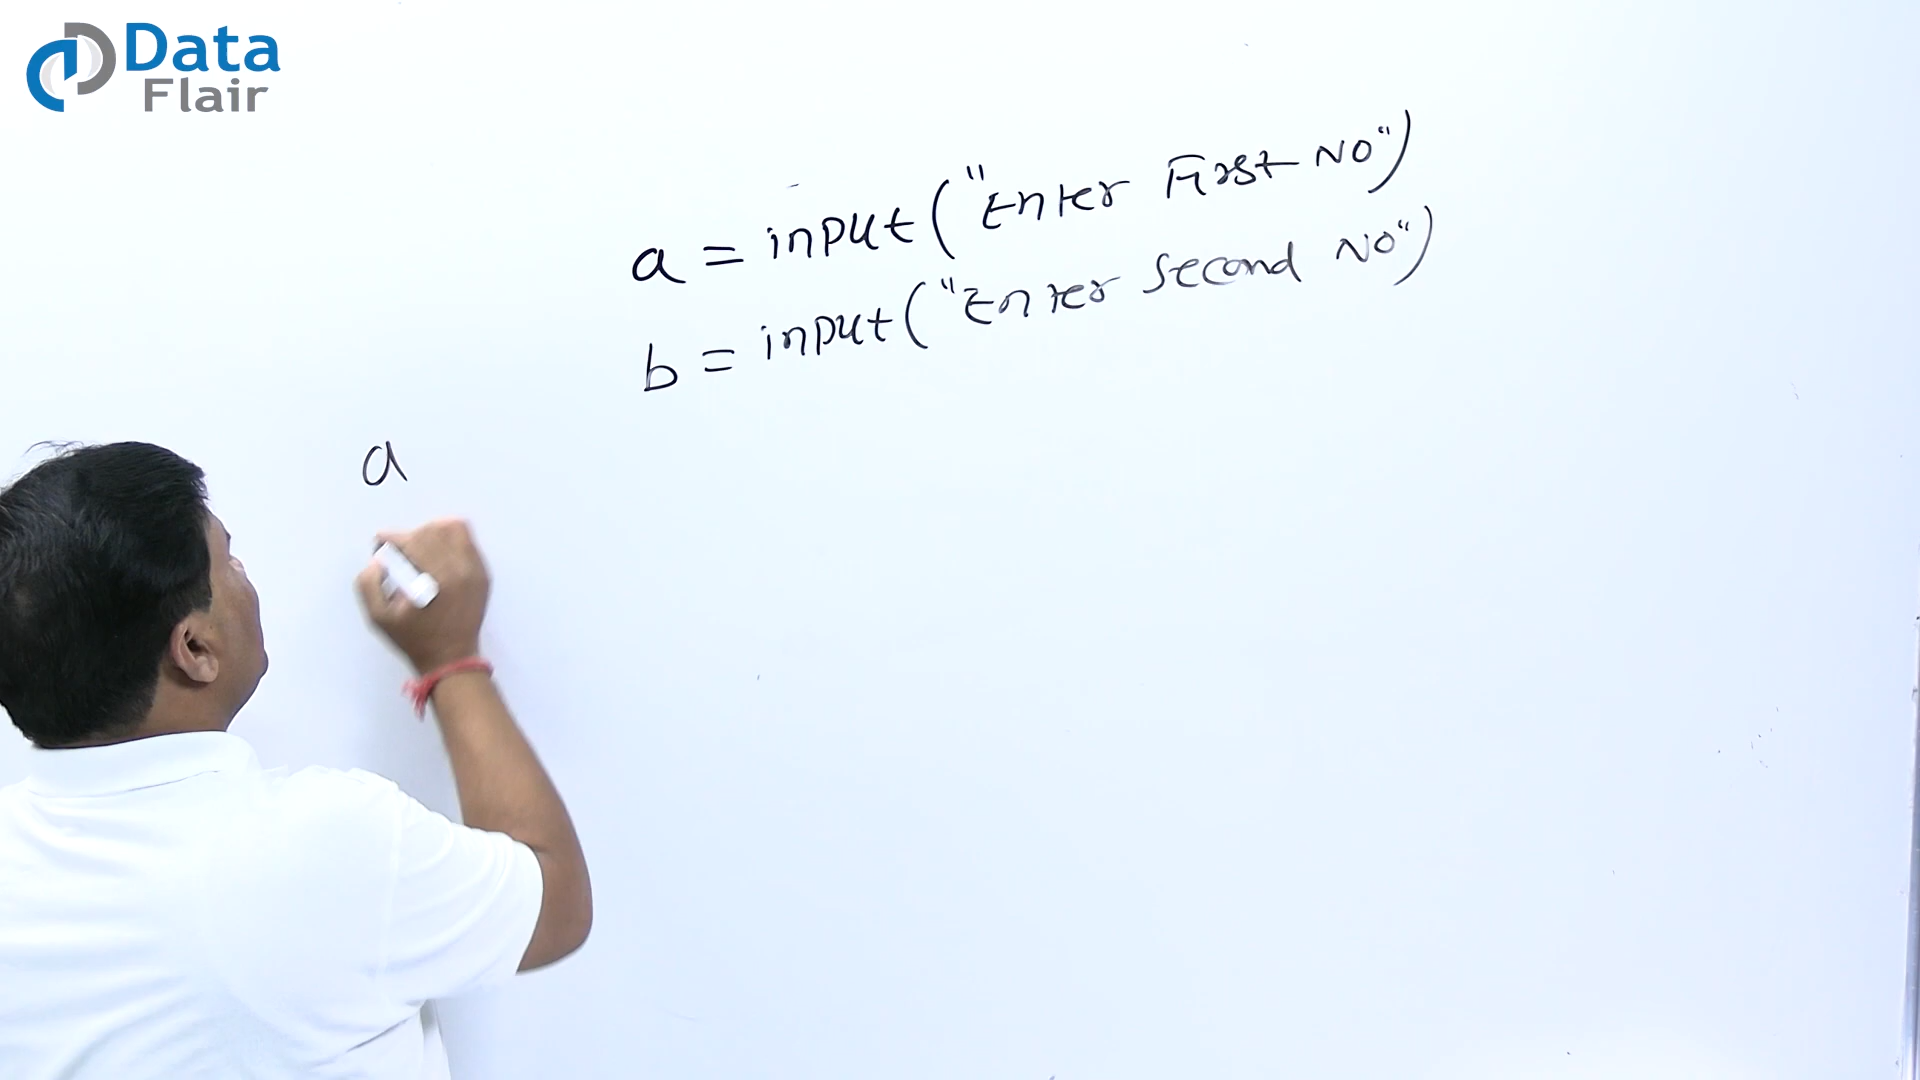 Data
Flair
a = input("Enter First NO")
b = input("Enter Second NO")
a